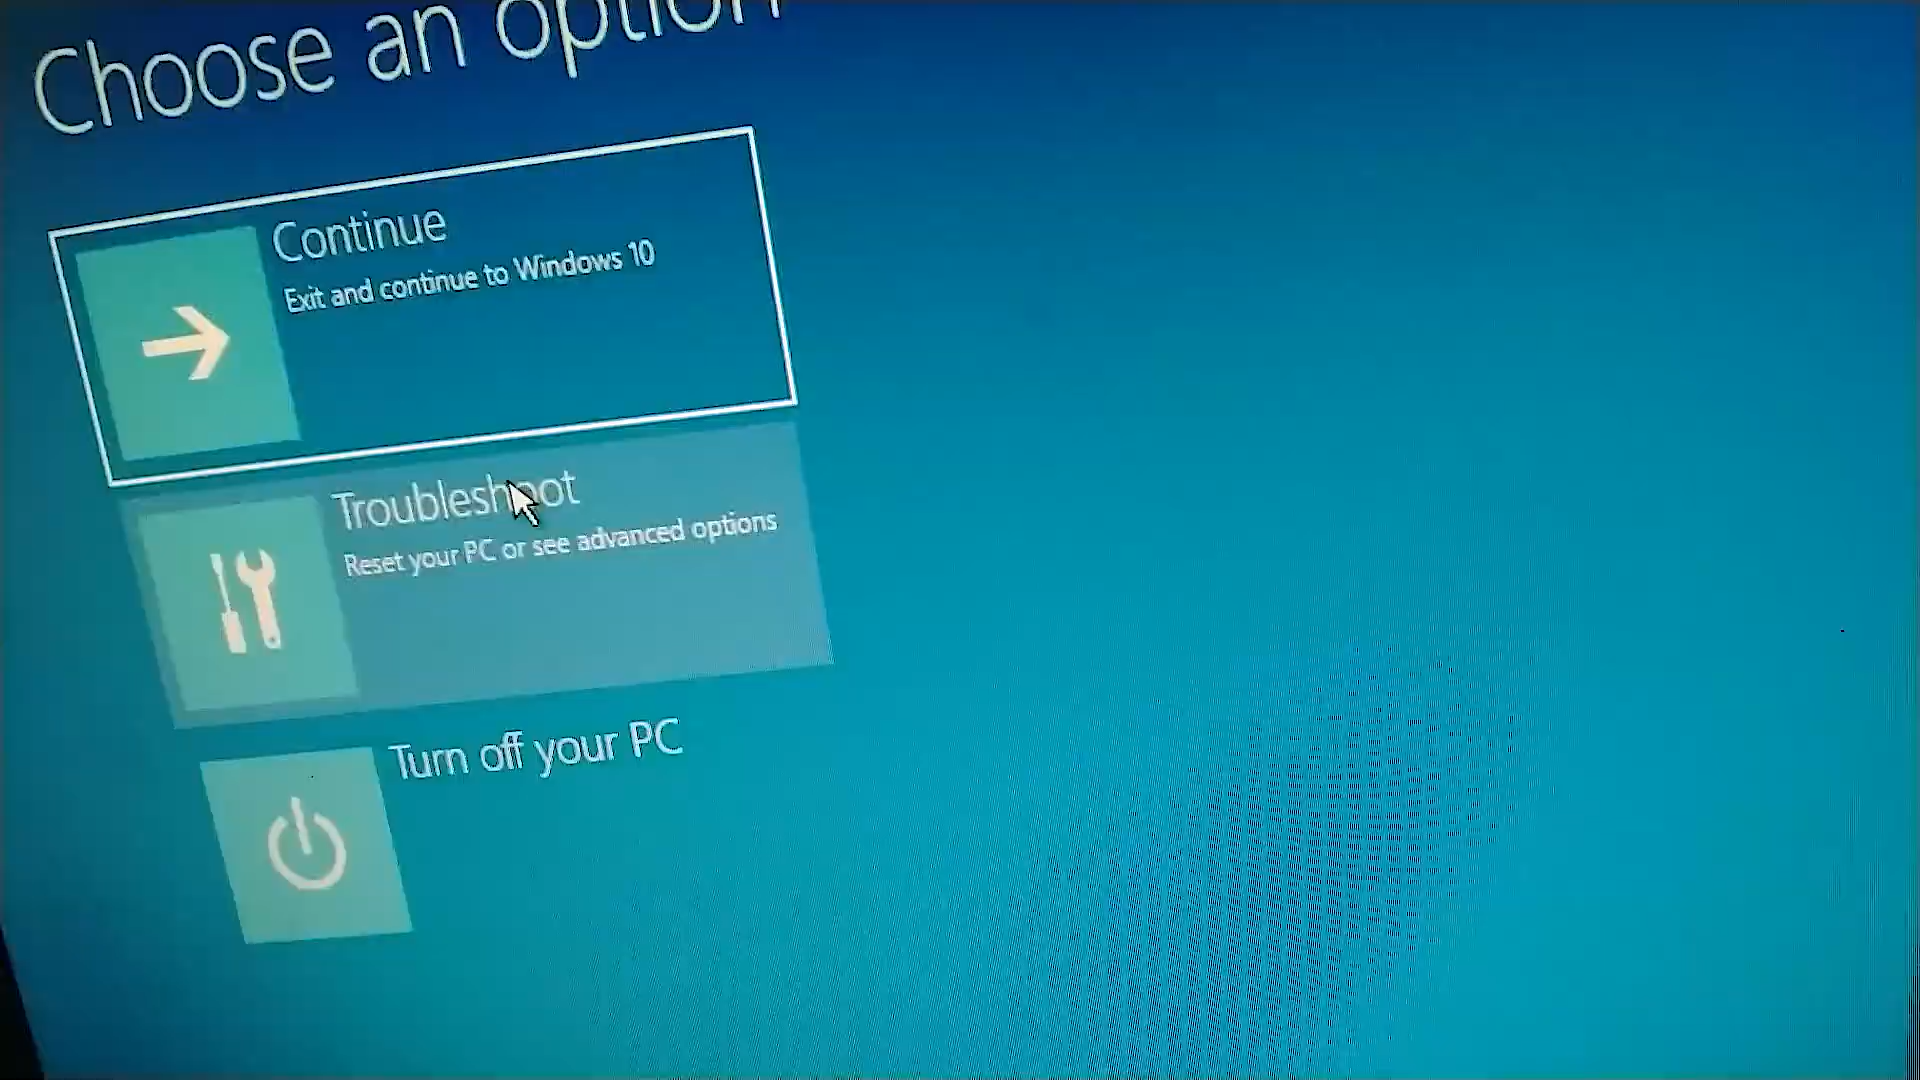 Choose an option
Continue
Exit and continue to Windows 10
Troubleshoot
Reset your PC or see advanced options
Turn off your PC